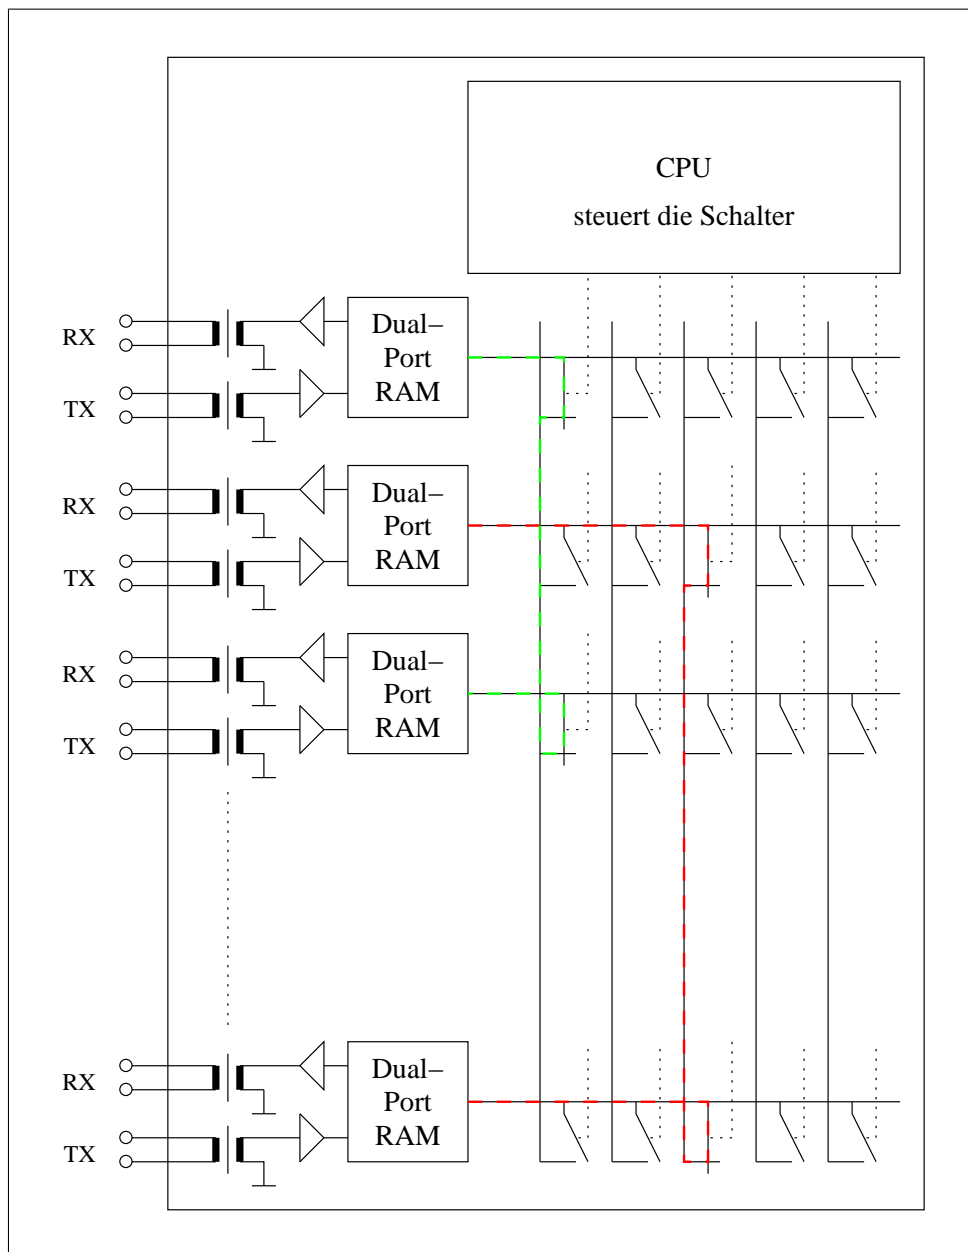 CPU
steuert die Schalter
RX
TX
Dual–
Port
RAM
RX
TX
Dual–
Port
RAM
RX
TX
Dual–
Port
RAM
RX
TX
Dual–
Port
RAM